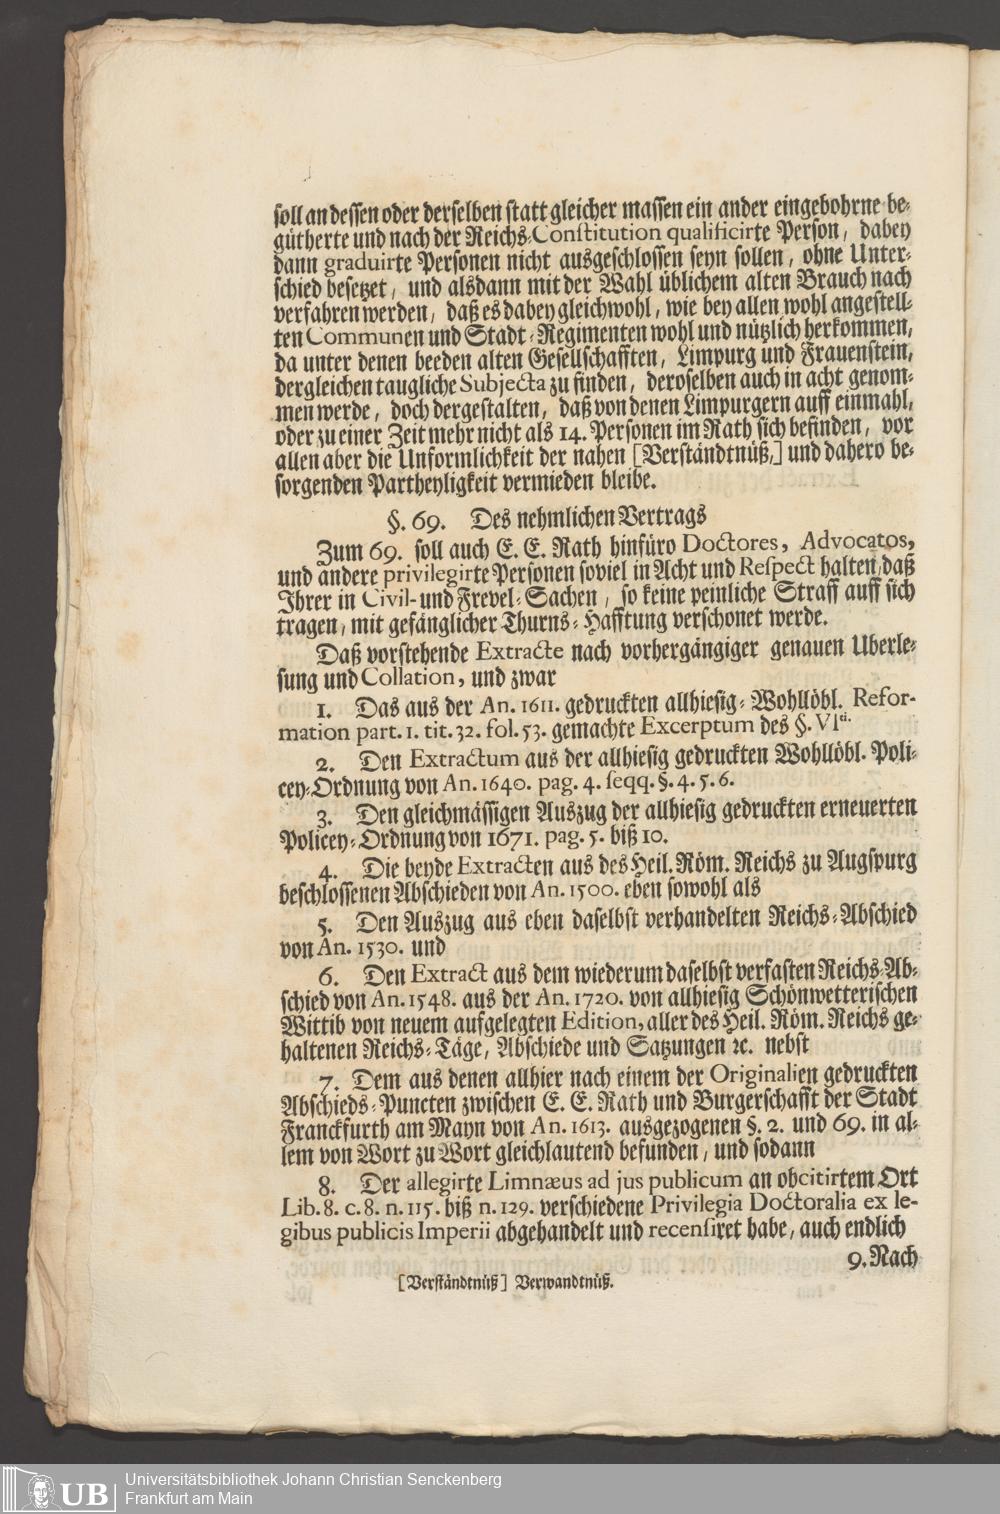 soll an dessen oder derselben statt gleicher massen ein ander eingebohrne be-
gütherte und nach der Reichs-Constitution qualificirte Person, dabey
dann graduirte Personen nicht ausgeschlossen seyn sollen, ohne Unter-
schied besetzet, und alsdann mit der Wahl üblichem alten Brauch nach
verfahren werden, daß es dabey gleichwohl, wie bey allen wohl angestell-
ten Communen und Stadt-Regimenten wohl und nützlich herkommen,
da unter denen beeden alten Gesellschafften, Limpurg und Frauenstein,
dergleichen taugliche Subjecta zu finden, deroselben auch in acht genom-
men werde, doch dergestalten, daß von denen Limpurgern auff einmahl,
oder zu einer Zeit mehr nicht als 14. Personen im Rath sich befinden, vor
allen aber die Unformlichkeit der nahen [Verständtnüß,] und dahero be-
sorgenden Partheyligkeit vermieden bleibe.
§. 69. Des nehmlichen Vertrags
Zum 69. soll auch E. E. Rath hinfüro Doctores, Advocatos,
und andere privilegirte Personen soviel in Acht und Respect halten, daß
Ihrer in Civil- und Frevel-Sachen, so keine peinliche Straff auff sich
tragen, mit gefänglicher Thurns-Hafftung verschonet werde.
Daß vorstehende Extracte nach vorhergängiger genauen Uberle-
sung und Collation, und zwar
1. Das aus der An. 1611. gedruckten allhiesig-Wohllöbl. Refor-
mation part. 1. tit. 32. fol. 53. gemachte Excerptum des §. VIti.
2. Den Extractum aus der allhiesig gedruckten Wohllöbl. Poli-
cey-Ordnung von An. 1640. pag. 4. seqq. §. 4. 5. 6.
3. Den gleichmässigen Auszug der allhiesig gedruckten erneuerten
Policey-Ordnung von 1671. pag. 5. biß 10.
4. Die beyde Extracten aus des Heil. Röm. Reichs zu Augspurg
beschlossenen Abschieden von An. 1500. eben sowohl als
5. Den Auszug aus eben daselbst verhandelten Reichs-Abschied
von An. 1530. und
6. Den Extract aus dem wiederum daselbst verfasten Reichs-Ab-
schied von An. 1548. aus der An. 1720. von allhiesig Schönwetterischen
Wittib von neuem aufgelegten Edition, aller des Heil. Röm. Reichs ge-
haltenen Reichs-Täge, Abschiede und Satzungen ꝛc. nebst
7. Dem aus denen allhier nach einem der Originalien gedruckten
Abschieds-Puncten zwischen E. E. Rath und Burgerschafft der Stadt
Franckfurth am Mayn von An. 1613. ausgezogenen §. 2. und 69. in al-
lem von Wort zu Wort gleichlautend befunden, und sodann
8. Der allegirte Limnæus ad jus publicum an obcitirtem Ort
Lib. 8. c. 8. n. 115. biß n. 129. verschiedene Privilegia Doctoralia ex le-
gibus publicis Imperii abgehandelt und recensiret habe, auch endlich
9. Nach
[Verständtnüß] Verwandtnüß.
UB Universitätsbibliothek Johann Christian Senckenberg
Frankfurt am Main